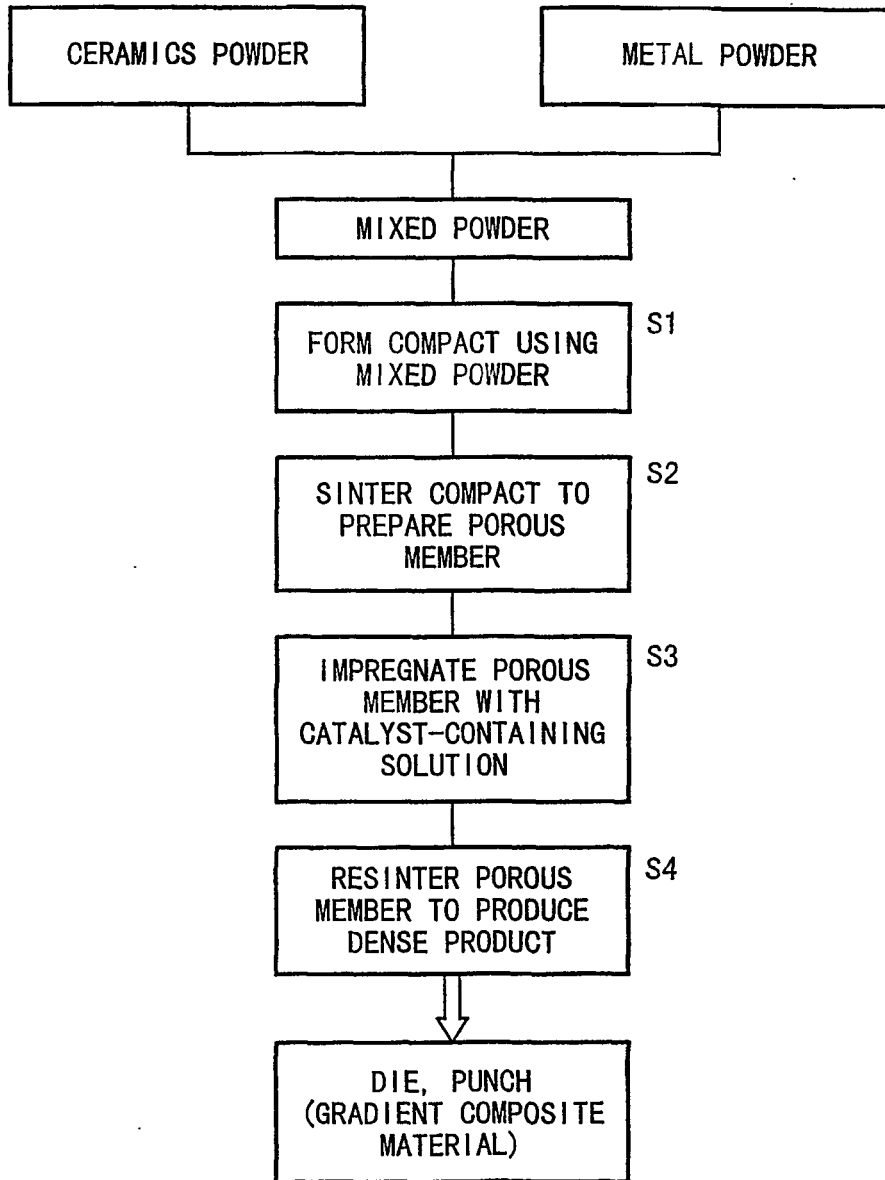 CERAMICS POWDER
METAL POWDER
MIXED POWDER
S1
FORM COMPACT USING
MIXED POWDER
S2
SINTER COMPACT TO
PREPARE POROUS
MEMBER
S3
IMPREGNATE POROUS
MEMBER WITH
CATALYST-CONTAINING
SOLUTION
S4
RESINTER POROUS
MEMBER TO PRODUCE
DENSE PRODUCT
DIE, PUNCH
(GRADIENT COMPOSITE
MATERIAL)